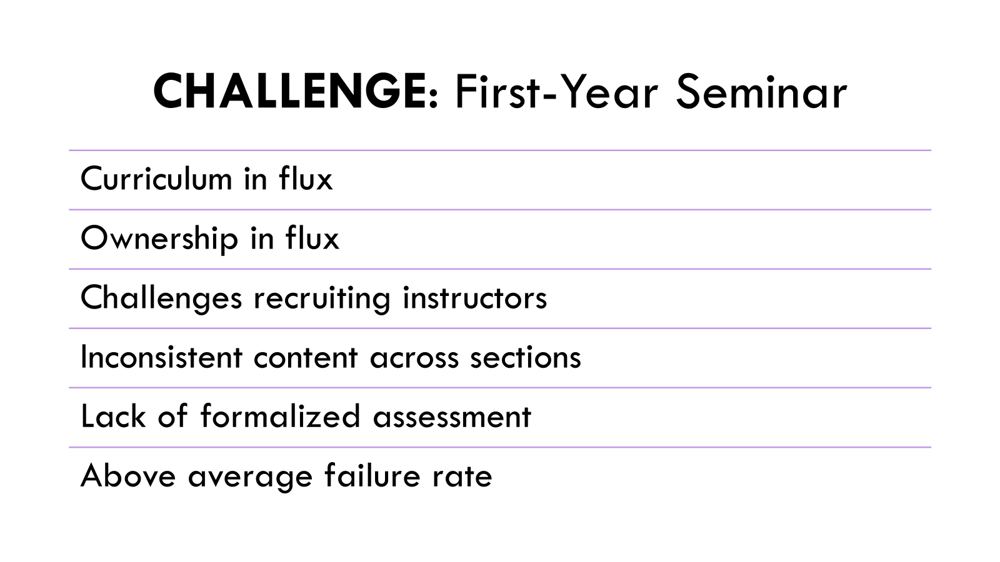 CHALLENGE: First-Year Seminar
Curriculum in flux
Ownership in flux
Challenges recruiting instructors
Inconsistent content across sections
Lack of formalized assessment
Above average failure rate